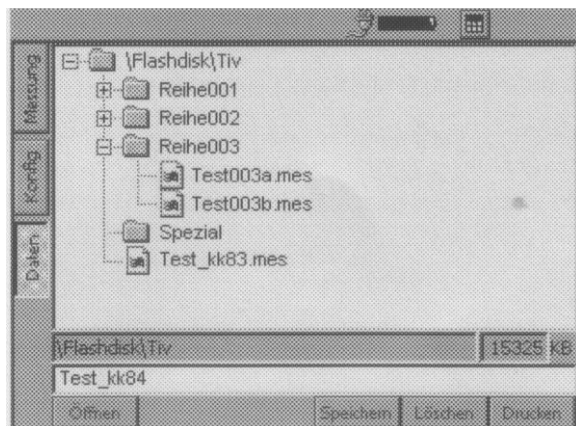 \Flashdisk\Tiv
Reihe001
Reihe002
Reihe003
Test003a.mes
Test003b.mes
Spezial
Test_kk83.mes
Messung
Konfig
Daten
\Flashdisk\Tiv 15325 KB
Test_kk84
Öffnen Speichern Löschen Drucken